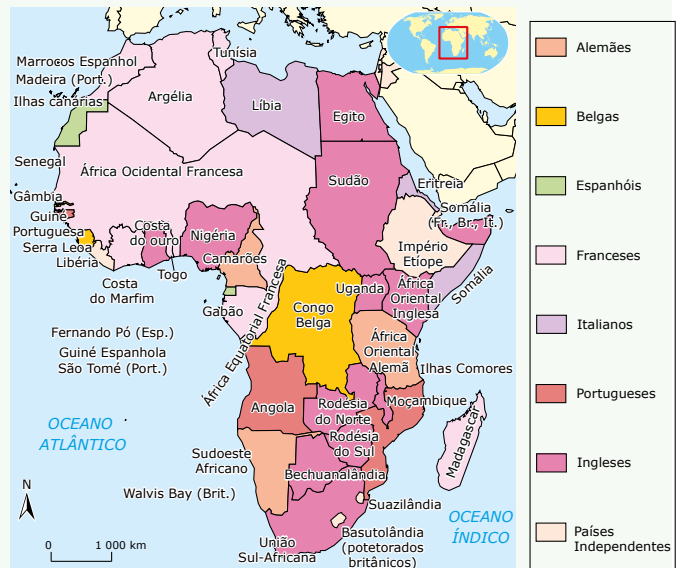 Marrocos Espanhol
Madeira (Port.)
Ilhas canárias
Tunísia
Argélia
Líbia
Egito
Senegal
África Ocidental Francesa
Sudão
Eritreia
Gâmbia
Guiné
Portuguesa
Serra Leoa
Libéria
Costa
do ouro
Nigéria
Camarões
Togo
Costa
do Marfim
Somália
(Fr., Br., It.)
Império
Etíope
Somália
Fernando Pó (Esp.)
Guiné Espanhola
São Tomé (Port.)
Gabão
África Equatorial Francesa
Congo
Belga
Uganda
África
Oriental
Inglesa
África
Oriental
Alemã
Ilhas Comores
Angola
Rodésia
do Norte
Moçambique
Rodésia
do Sul
Madagascar
OCEANO
ATLÂNTICO
Sudoeste
Africano
Bechuanalândia
Walvis Bay (Brit.)
Suazilândia
União
Sul-Africana
Basutolândia
(potetorados
britânicos)
OCEANO
ÍNDICO
N
0 1 000 km
Alemães
Belgas
Espanhóis
Franceses
Italianos
Portugueses
Ingleses
Países
Independentes